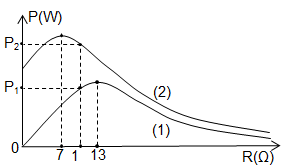 P(W)
P₂
(2)
P₁
(1)
0
7 1 13 R(Ω)